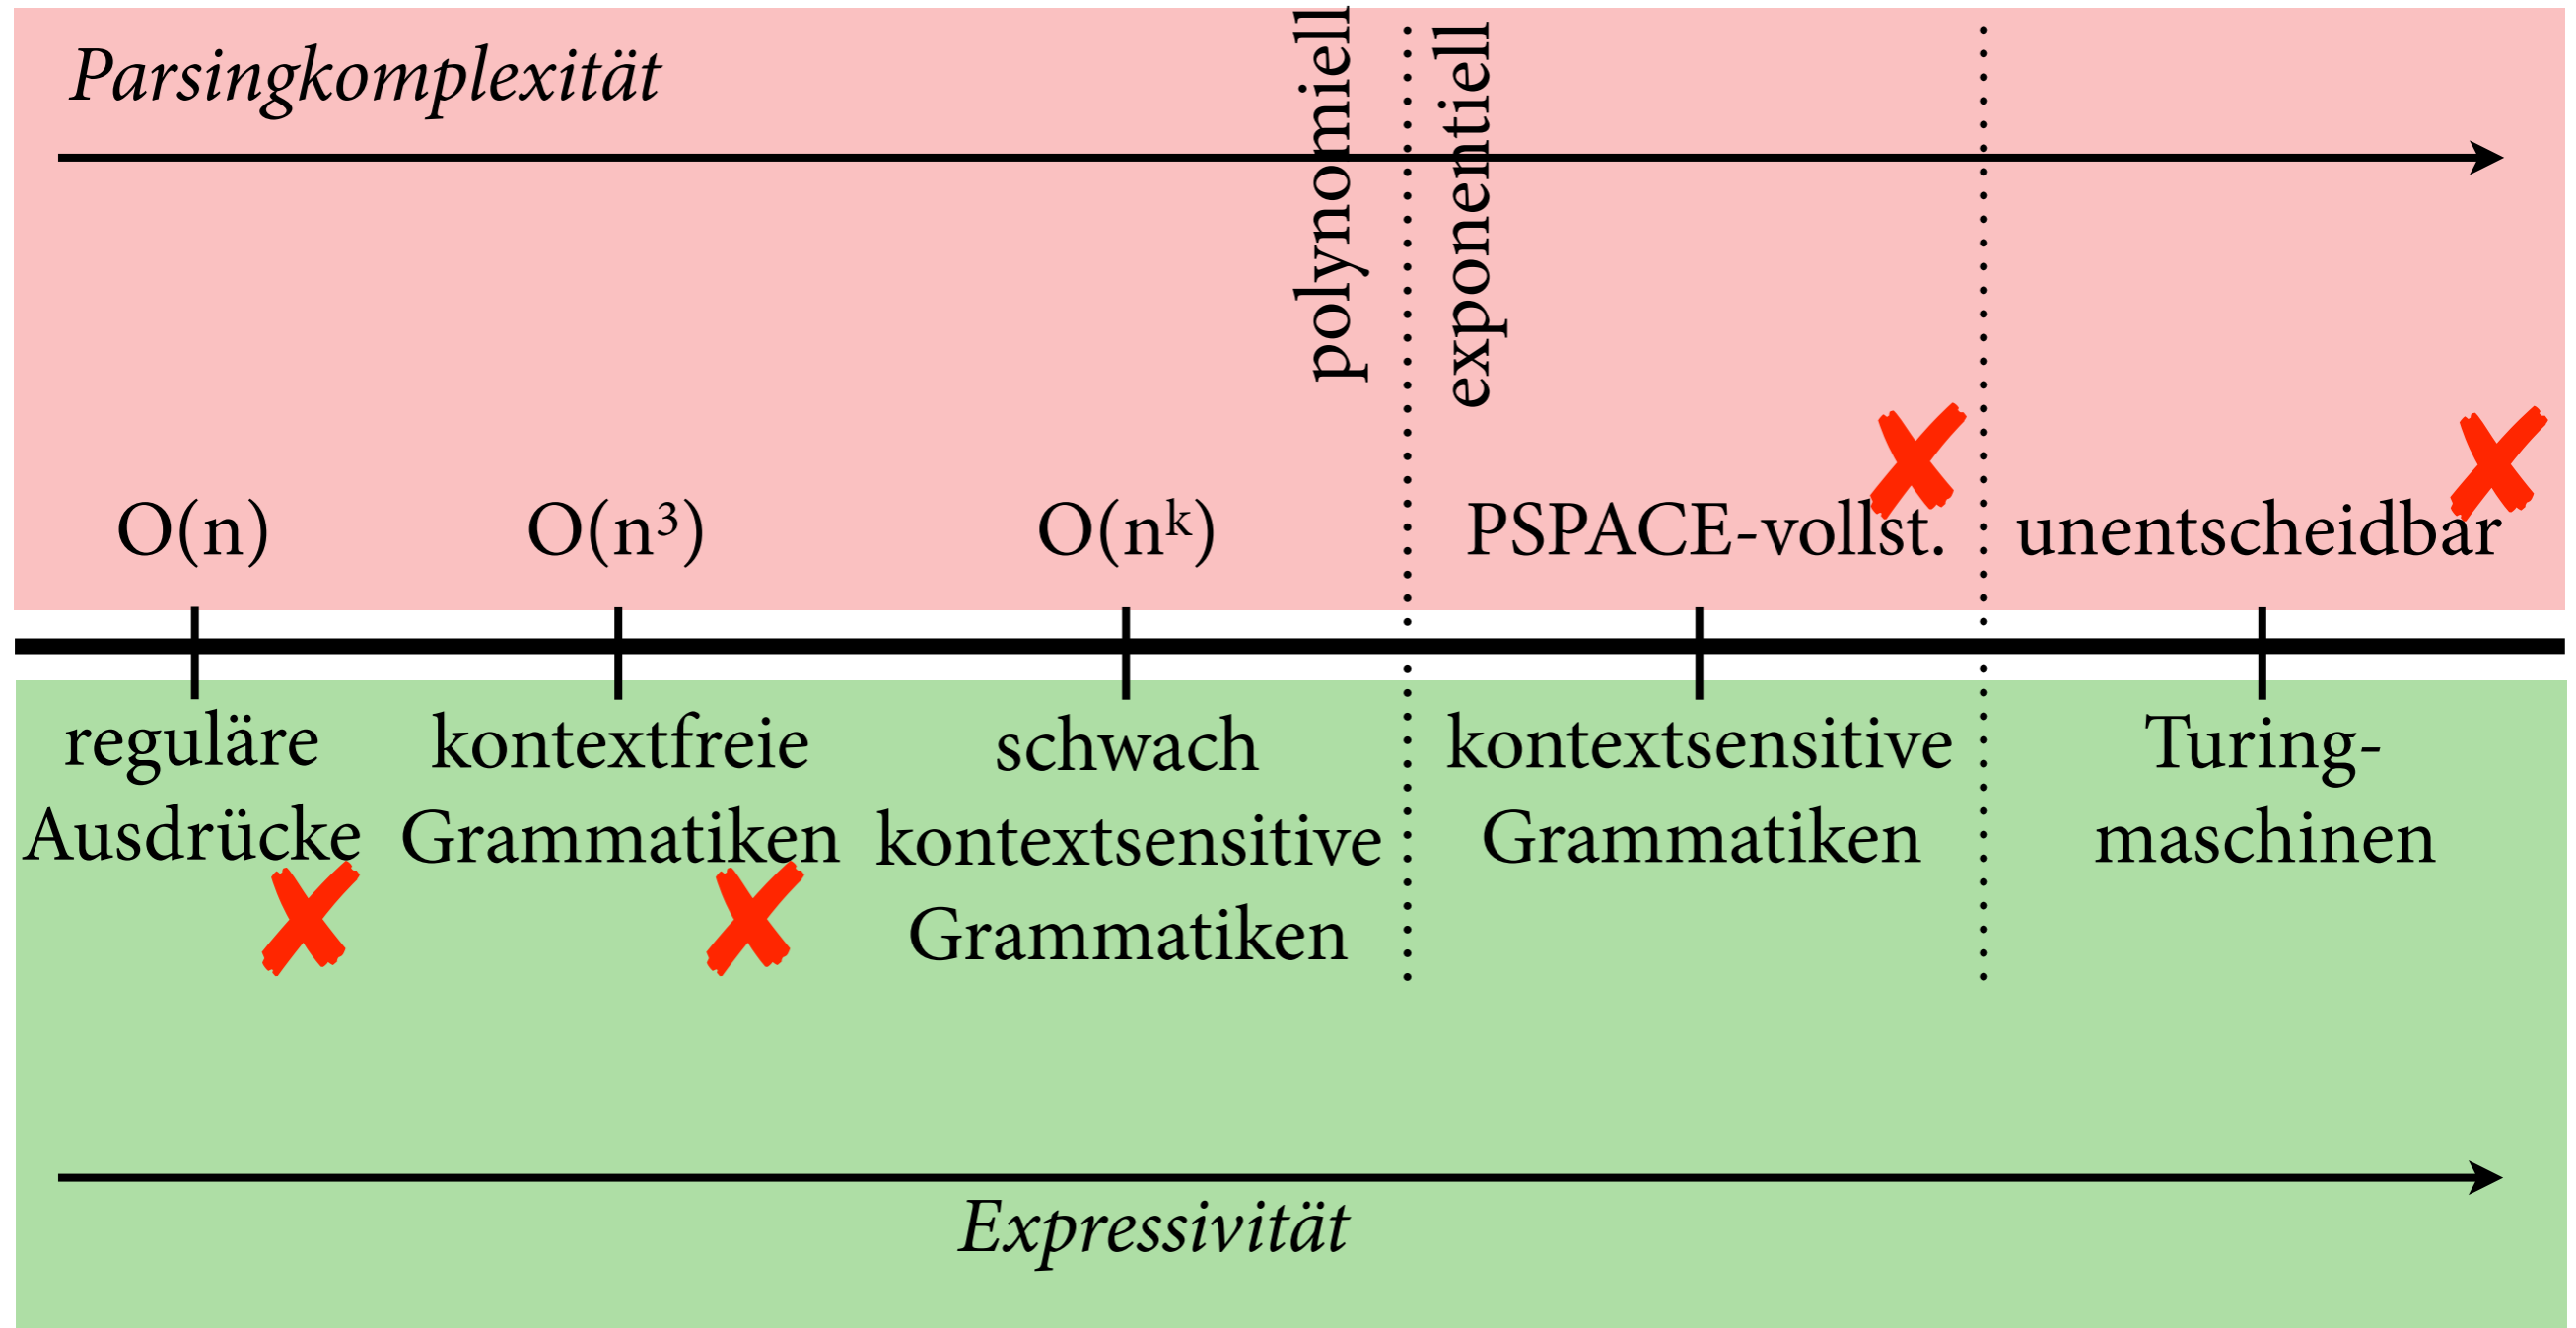 Parsingkomplexität
polynomiell
exponentiell
O(n)
O(n³)
O(nᵏ)
PSPACE-vollst.
unentscheidbar
reguläre
Ausdrücke
kontextfreie
Grammatiken
schwach
kontextsensitive
Grammatiken
kontextsensitive
Grammatiken
Turing-
maschinen
Expressivität